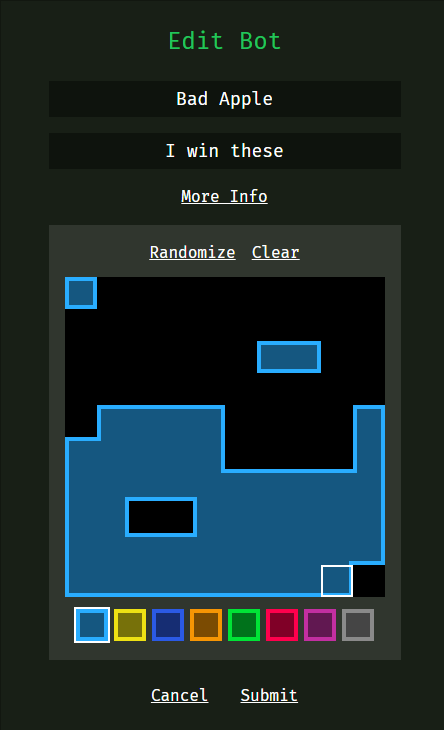 Edit Bot
Bad Apple
I win these
More Info
Randomize Clear
Cancel Submit